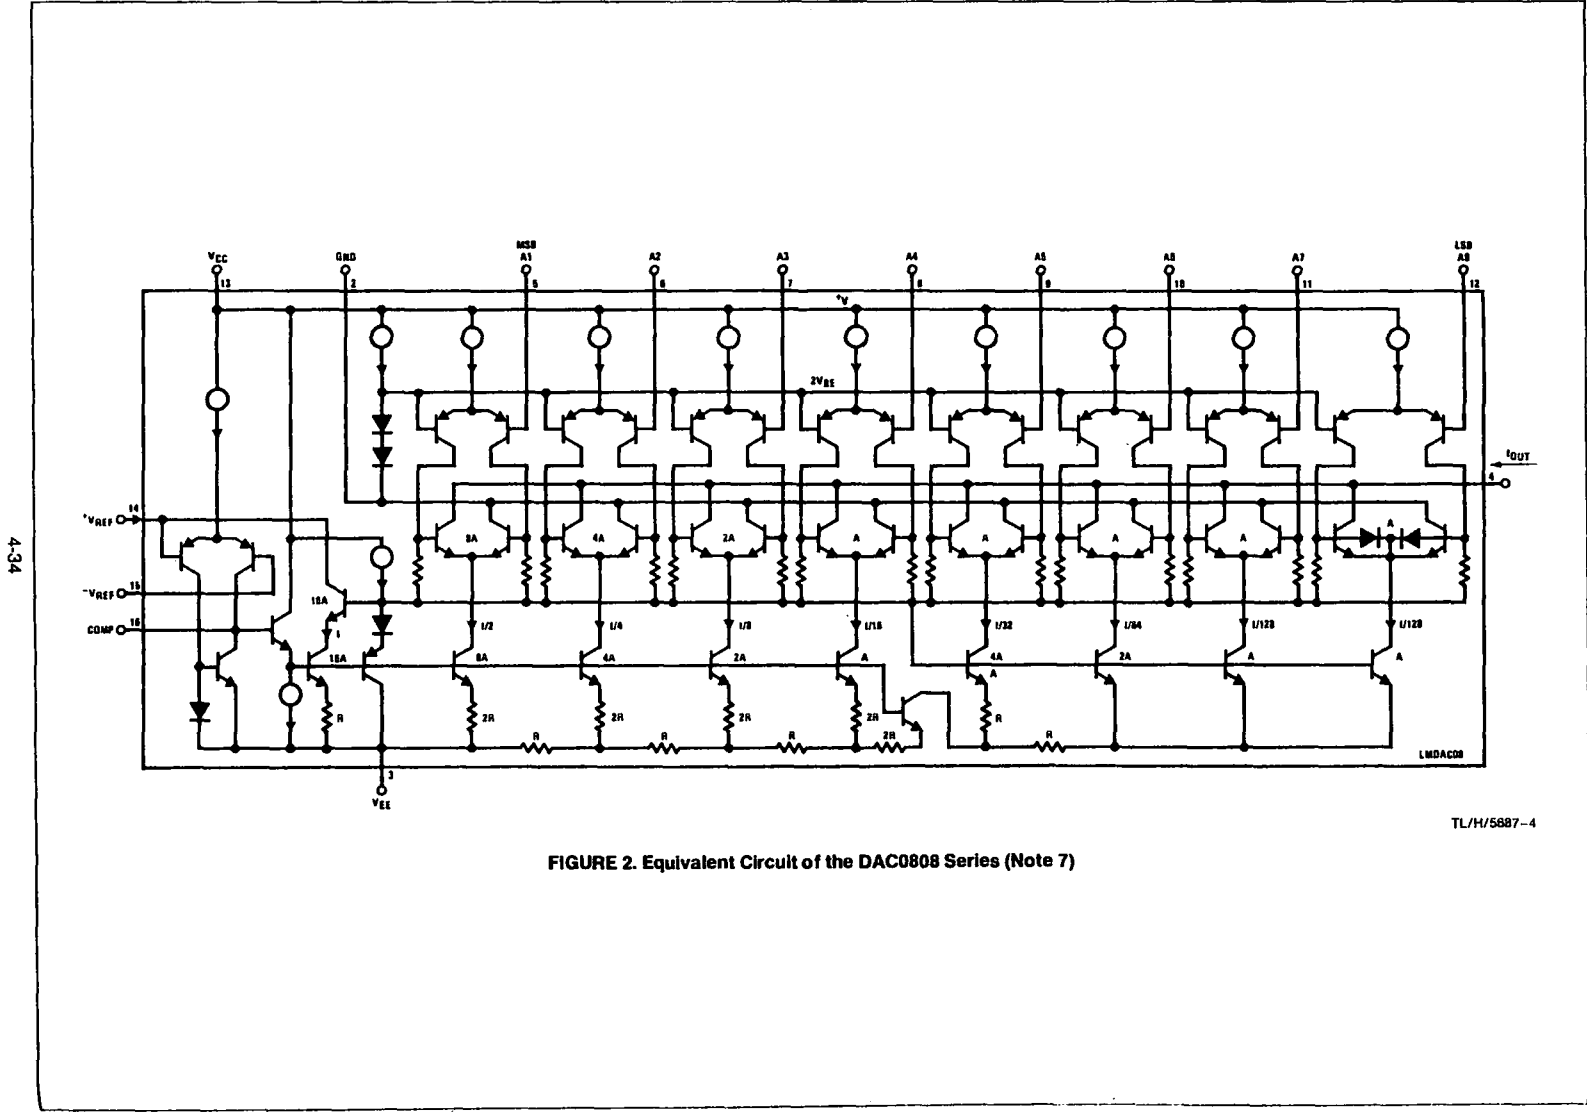 MSB LSB
VCC GND A1 A2 A3 A4 A5 A6 A7 A8
13 2 5 6 7 8 9 10 11 12
+V
2VBE
IOUT
4
14
+VREF
8A 4A 2A A A A A A
15
-VREF
16A
16
COMP
I I/2 I/4 I/8 I/16 I/32 I/64 I/128 I/128
16A 8A 4A 2A A 4A 2A A A
A
R 2R 2R 2R 2R R
R R R 2R R
LMDAC08
3
VEE
TL/H/5687-4
FIGURE 2. Equivalent Circuit of the DAC0808 Series (Note 7)
4-34